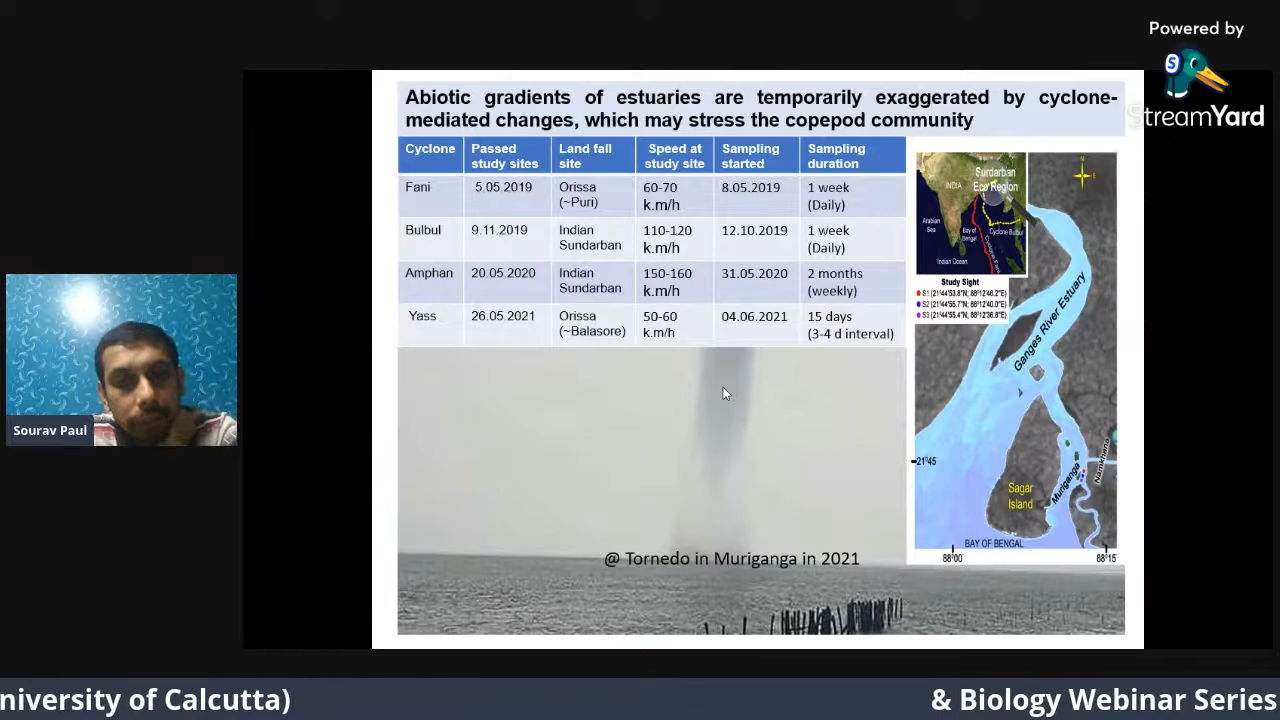 Powered by
StreamYard
Abiotic gradients of estuaries are temporarily exaggerated by cyclone-
mediated changes, which may stress the copepod community
Cyclone Passed study sites Land fall site Speed at study site Sampling started Sampling duration
Fani 5.05.2019 Orissa (~Puri) 60-70 k.m/h 8.05.2019 1 week (Daily)
Bulbul 9.11.2019 Indian Sundarban 110-120 k.m/h 12.10.2019 1 week (Daily)
Amphan 20.05.2020 Indian Sundarban 150-160 k.m/h 31.05.2020 2 months (weekly)
Yass 26.05.2021 Orissa (~Balasore) 50-60 k.m/h 04.06.2021 15 days (3-4 d interval)
Surdarban
Eco Region
INDIA
Arabian
Sea
Bay of
Bengal
Cyclone Bulbul
Cyclone Fani
Indian Ocean
N
E
Study Sight
S1 (21°44'53.8"N; 88°12'46.2"E)
S2 (21°44'55.7"N; 88°12'40.0"E)
S3 (21°44'55.4"N; 88°12'36.8"E)
Ganges River Estuary
21°45
Sagar
Island
Muriganga
Namkhana
BAY OF BENGAL
88°00'
88°15'
@ Tornedo in Muriganga in 2021
Sourav Paul
niversity of Calcutta)
& Biology Webinar Series